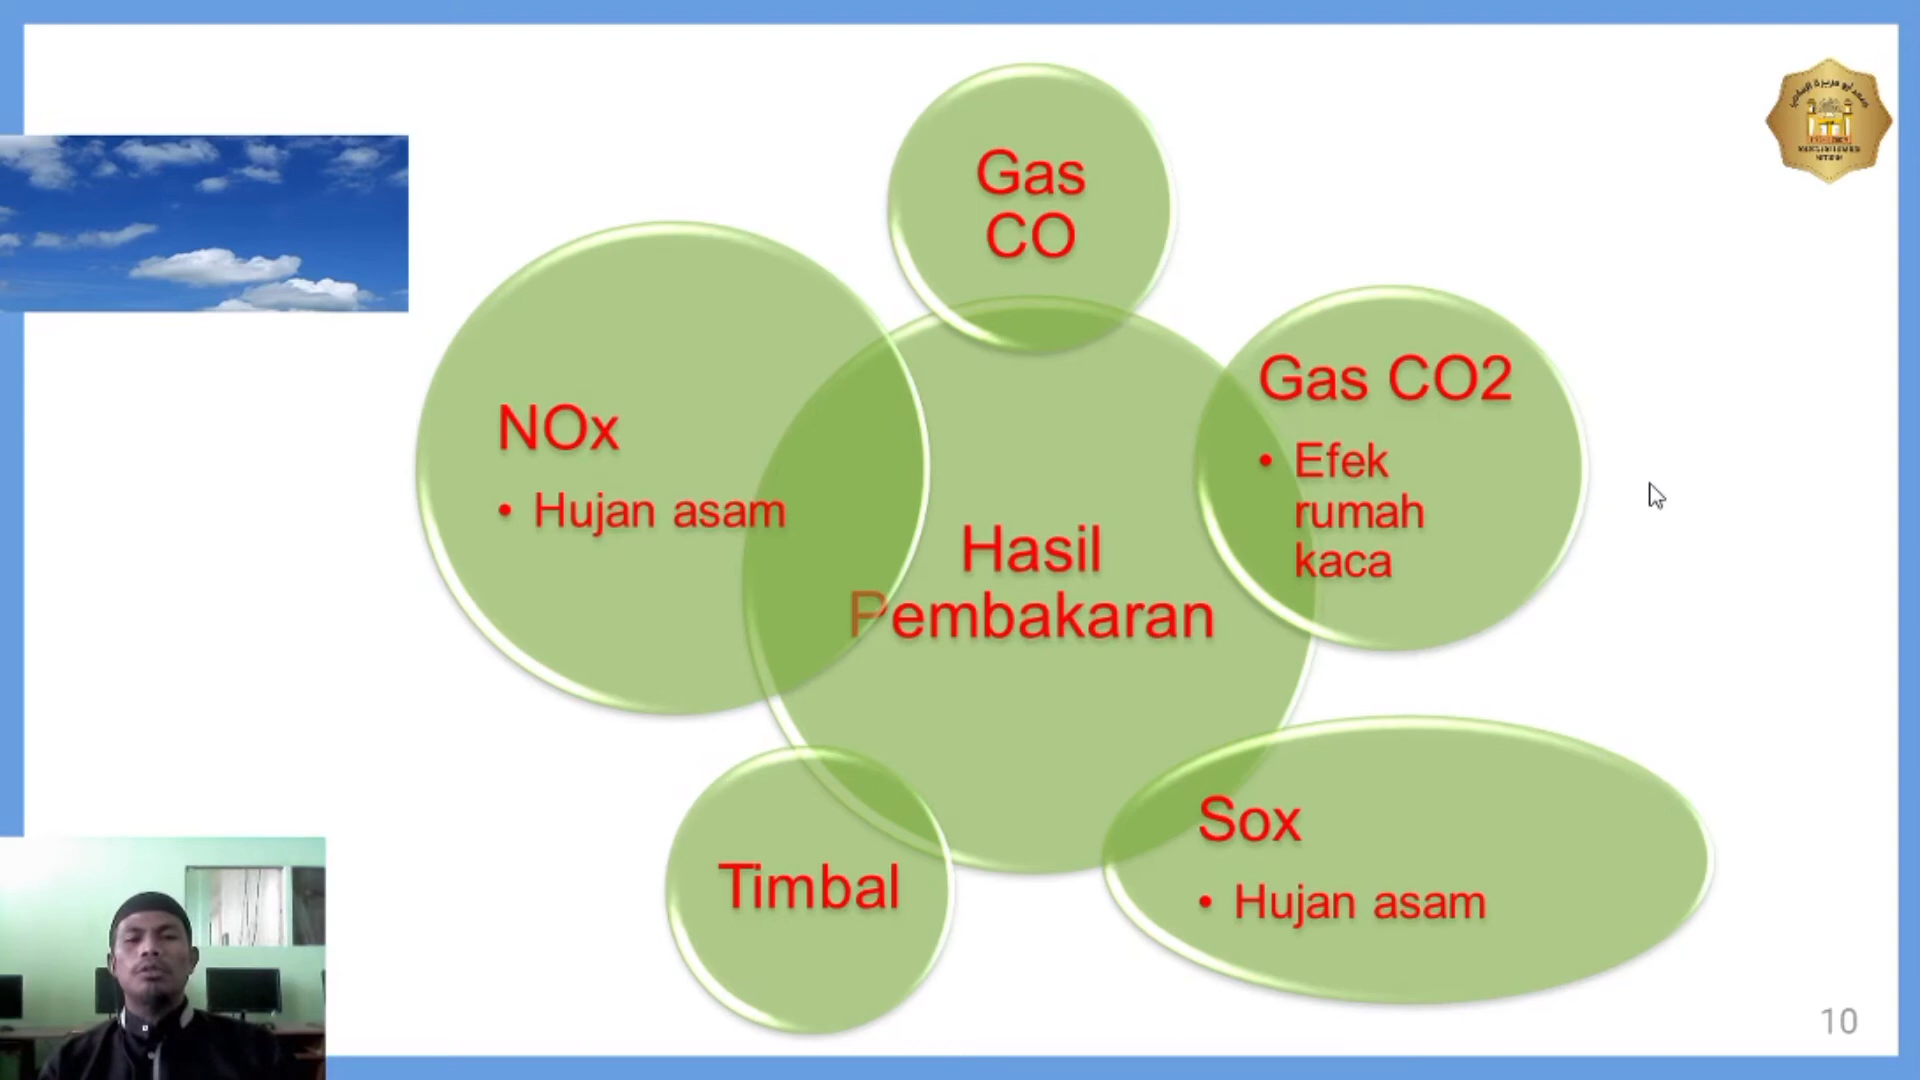 Gas
CO
Gas CO2
• Efek
rumah
kaca
NOx
• Hujan asam
Hasil
Pembakaran
Sox
• Hujan asam
Timbal
10